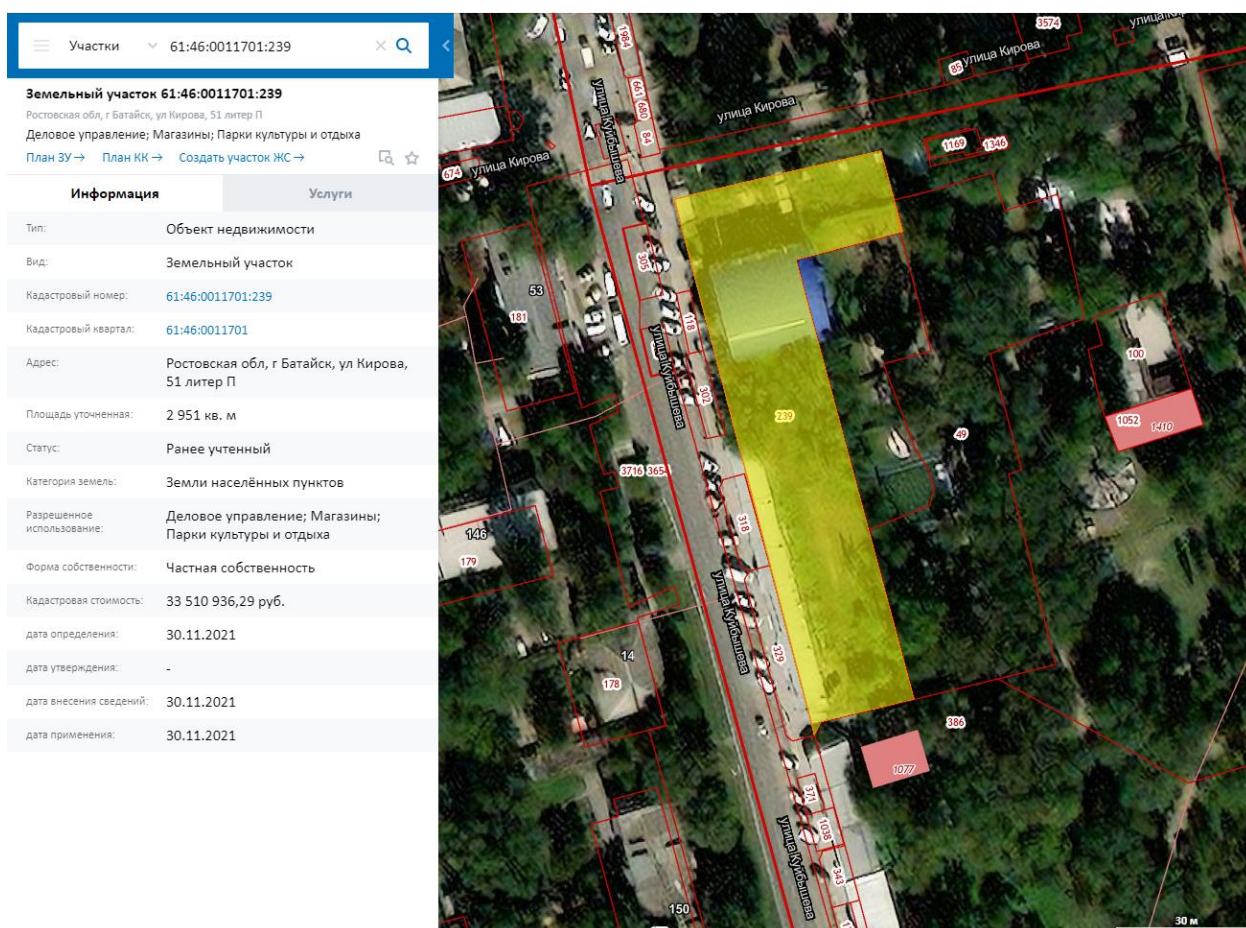 Участки 61:46:0011701:239
Земельный участок 61:46:0011701:239
Ростовская обл, г Батайск, ул Кирова, 51 литер П
Деловое управление; Магазины; Парки культуры и отдыха
План ЗУ → План КК → Создать участок ЖС →
Информация Услуги
Тип: Объект недвижимости
Вид: Земельный участок
Кадастровый номер: 61:46:0011701:239
Кадастровый квартал: 61:46:0011701
Адрес: Ростовская обл, г Батайск, ул Кирова,
51 литер П
Площадь уточненная: 2 951 кв. м
Статус: Ранее учтенный
Категория земель: Земли населённых пунктов
Разрешенное
использование: Деловое управление; Магазины;
Парки культуры и отдыха
Форма собственности: Частная собственность
Кадастровая стоимость: 33 510 936,29 руб.
дата определения: 30.11.2021
дата утверждения: -
дата внесения сведений: 30.11.2021
дата применения: 30.11.2021
3574
1984
улица Кирова
85
661
680
улица Кирова
84
улица Куйбышева
1169
1346
улица Кирова
674
305
53
181
118
улица Куйбышева
100
302
239
1052
1410
49
3716
3654
318
146
179
улица Куйбышева
14
329
178
386
1077
371
1038
улица Куйбышева
343
150
30 м